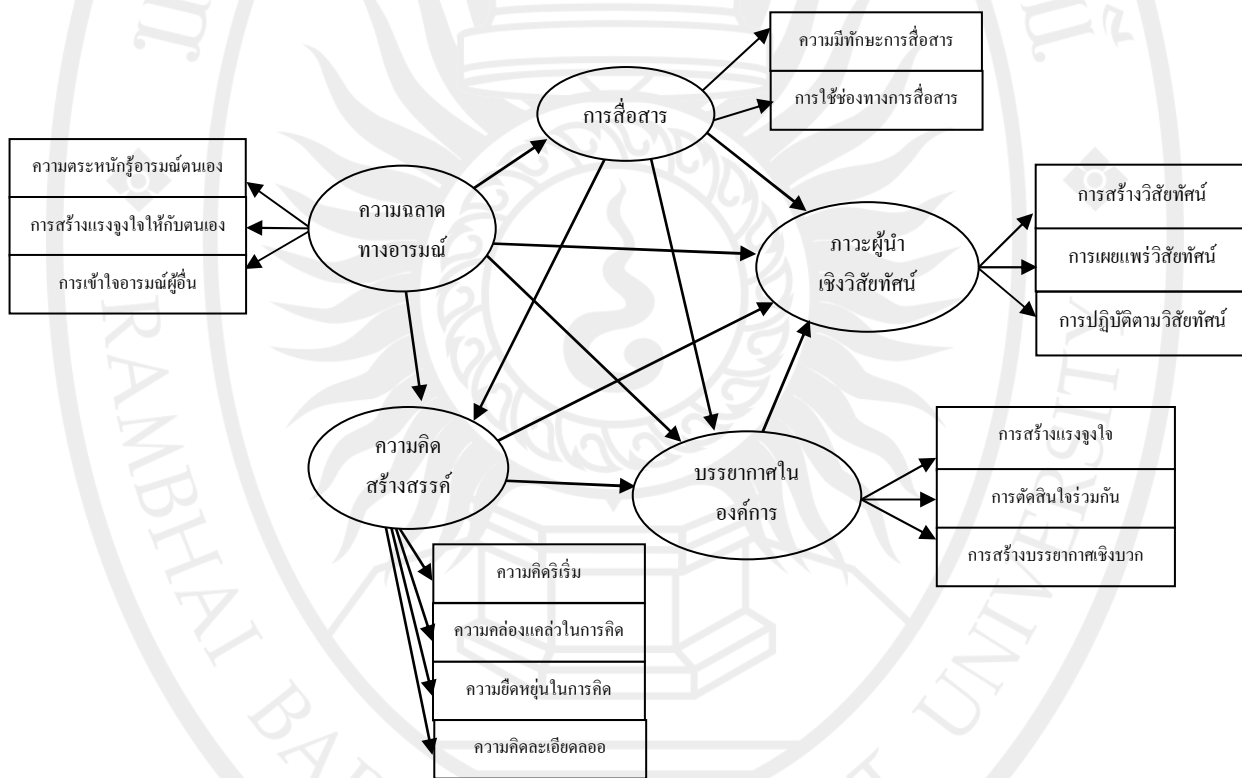 ความมีทักษะการสื่อสาร
การใช้ช่องทางการสื่อสาร
การสื่อสาร
ความตระหนักรู้อารมณ์ตนเอง
การสร้างแรงจูงใจให้กับตนเอง
การเข้าใจอารมณ์ผู้อื่น
ความฉลาด
ทางอารมณ์
ภาวะผู้นำ
เชิงวิสัยทัศน์
การสร้างวิสัยทัศน์
การเผยแพร่วิสัยทัศน์
การปฏิบัติตามวิสัยทัศน์
ความคิด
สร้างสรรค์
บรรยากาศใน
องค์การ
การสร้างแรงจูงใจ
การตัดสินใจร่วมกัน
การสร้างบรรยากาศเชิงบวก
ความคิดริเริ่ม
ความคล่องแคล่วในการคิด
ความยืดหยุ่นในการคิด
ความคิดละเอียดลออ
RAMBHAI
UNIVERSITY